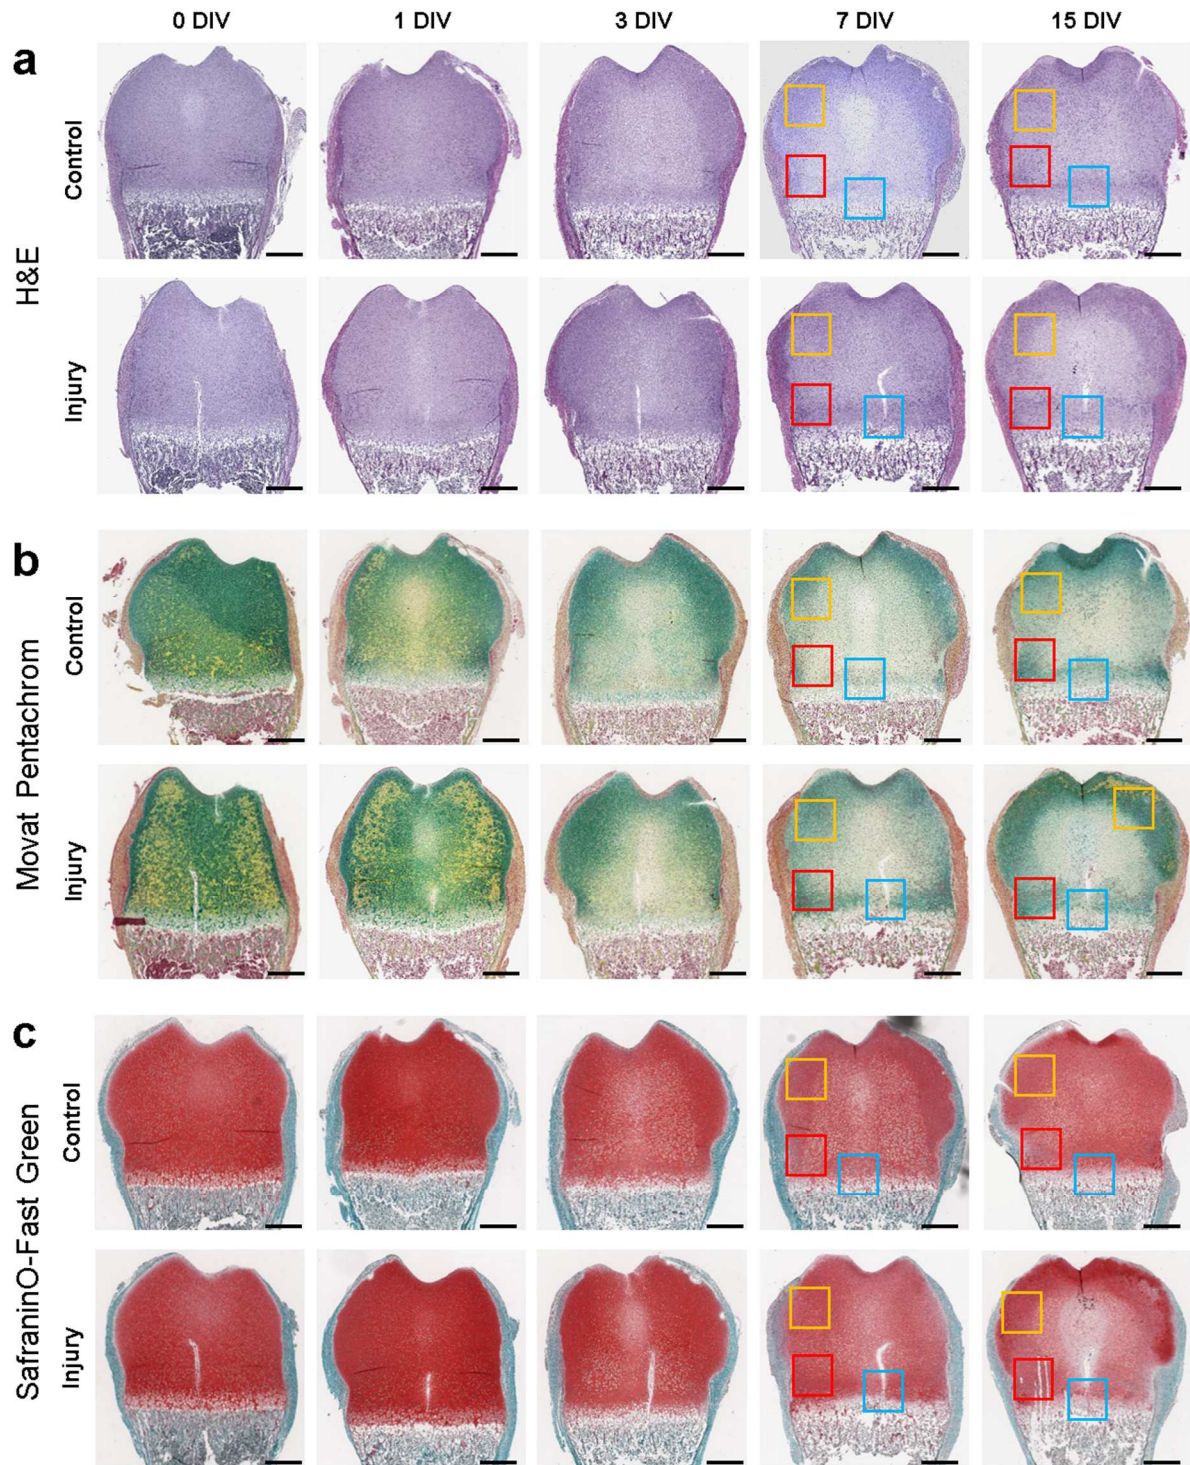 0 DIV 1 DIV 3 DIV 7 DIV 15 DIV
a
H&E
Control
Injury
b
Movat Pentachrom
Control
Injury
c
SafraninO-Fast Green
Control
Injury